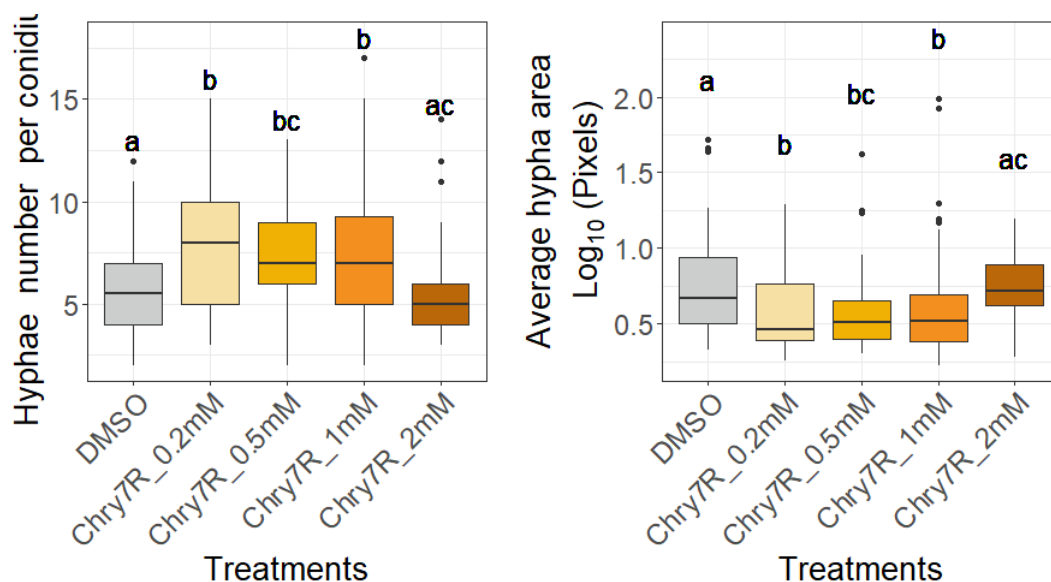 Hyphae number per conidiu
15
10
5
a
b
bc
b
ac
DMSO
Chry7R_0.2mM
Chry7R_0.5mM
Chry7R_1mM
Chry7R_2mM
Treatments
Average hypha area
Log10 (Pixels)
2.0
1.5
1.0
0.5
a
b
bc
b
ac
DMSO
Chry7R_0.2mM
Chry7R_0.5mM
Chry7R_1mM
Chry7R_2mM
Treatments